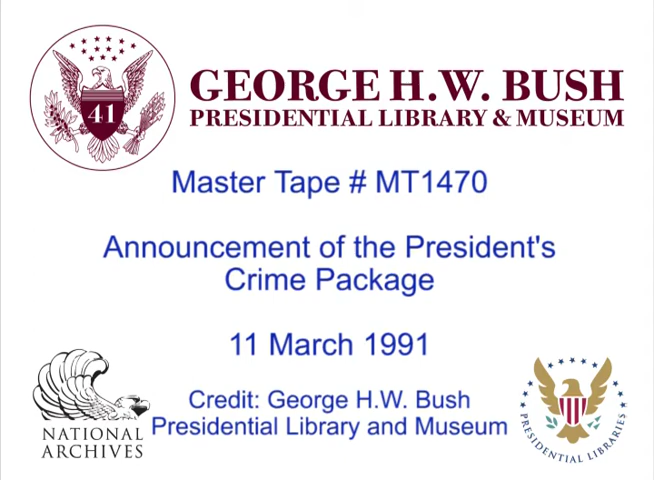 41
GEORGE H.W. BUSH
PRESIDENTIAL LIBRARY & MUSEUM
Master Tape # MT1470
Announcement of the President's
Crime Package
11 March 1991
Credit: George H.W. Bush
Presidential Library and Museum
NATIONAL
ARCHIVES
PRESIDENTIAL LIBRARIES